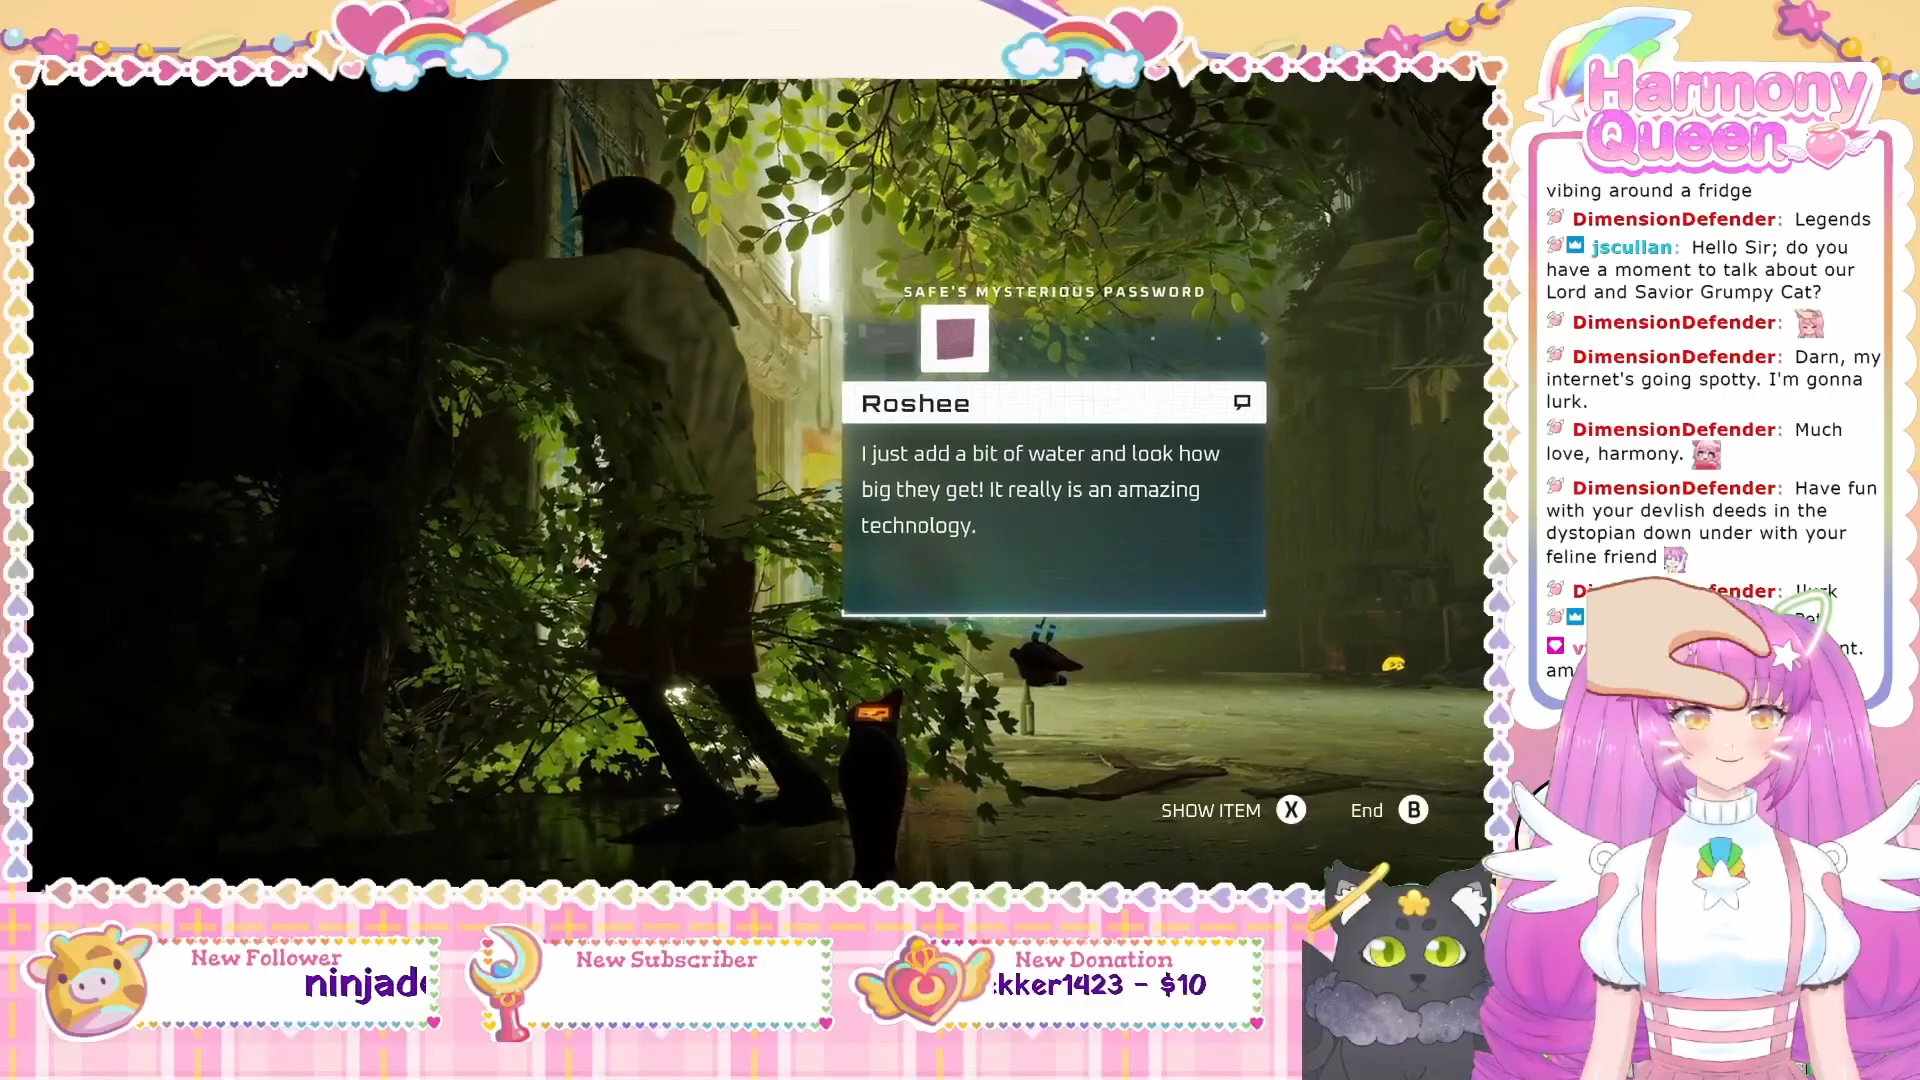 Harmony
Queen
SAFE'S MYSTERIOUS PASSWORD
Roshee
I just add a bit of water and look how
big they get! It really is an amazing
technology.
SHOW ITEM X
End B
vibing around a fridge
DimensionDefender: Legends
jscullan: Hello Sir; do you
have a moment to talk about our
Lord and Savior Grumpy Cat?
DimensionDefender:
DimensionDefender: Darn, my
internet's going spotty. I'm gonna
lurk.
DimensionDefender: Much
love, harmony.
DimensionDefender: Have fun
with your devlish deeds in the
dystopian down under with your
feline friend
New Follower
New Subscriber
New Donation
kker1423 - $10